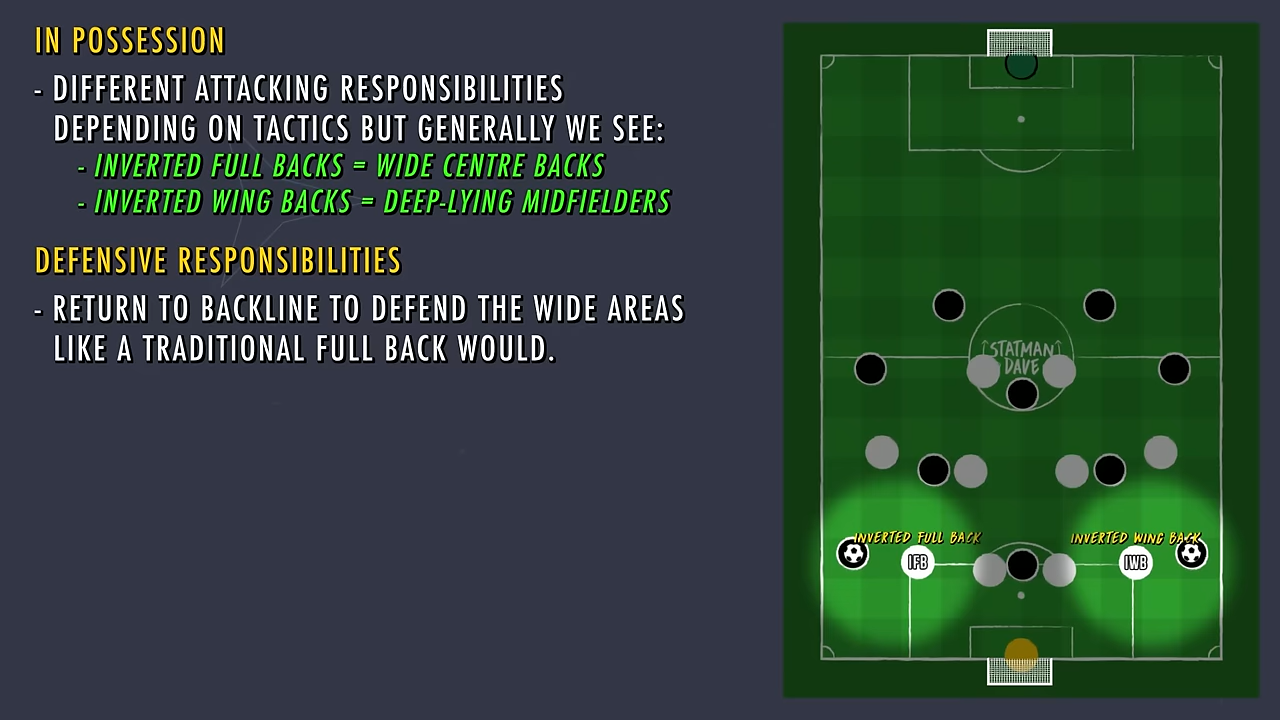 IN POSSESSION
- DIFFERENT ATTACKING RESPONSIBILITIES
DEPENDING ON TACTICS BUT GENERALLY WE SEE:
- INVERTED FULL BACKS = WIDE CENTRE BACKS
- INVERTED WING BACKS = DEEP-LYING MIDFIELDERS
DEFENSIVE RESPONSIBILITIES
- RETURN TO BACKLINE TO DEFEND THE WIDE AREAS
LIKE A TRADITIONAL FULL BACK WOULD.
STATMAN
DAVE
INVERTED FULL BACK
INVERTED WING BACK
IFB
IWB